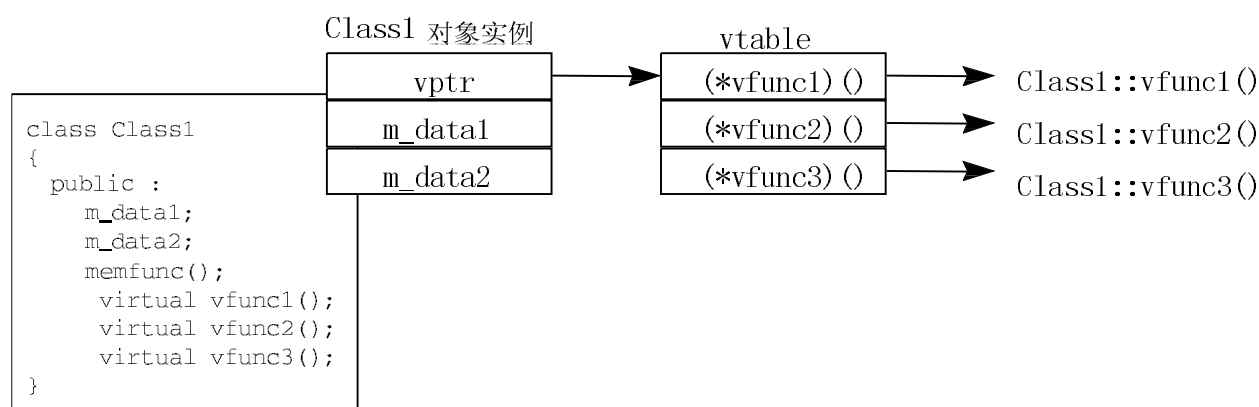 Class1 对象实例
vtable
vptr
(*vfunc1)()
Class1::vfunc1()
m_data1
(*vfunc2)()
Class1::vfunc2()
m_data2
(*vfunc3)()
Class1::vfunc3()
class Class1
{
public :
m_data1;
m_data2;
memfunc();
virtual vfunc1();
virtual vfunc2();
virtual vfunc3();
}